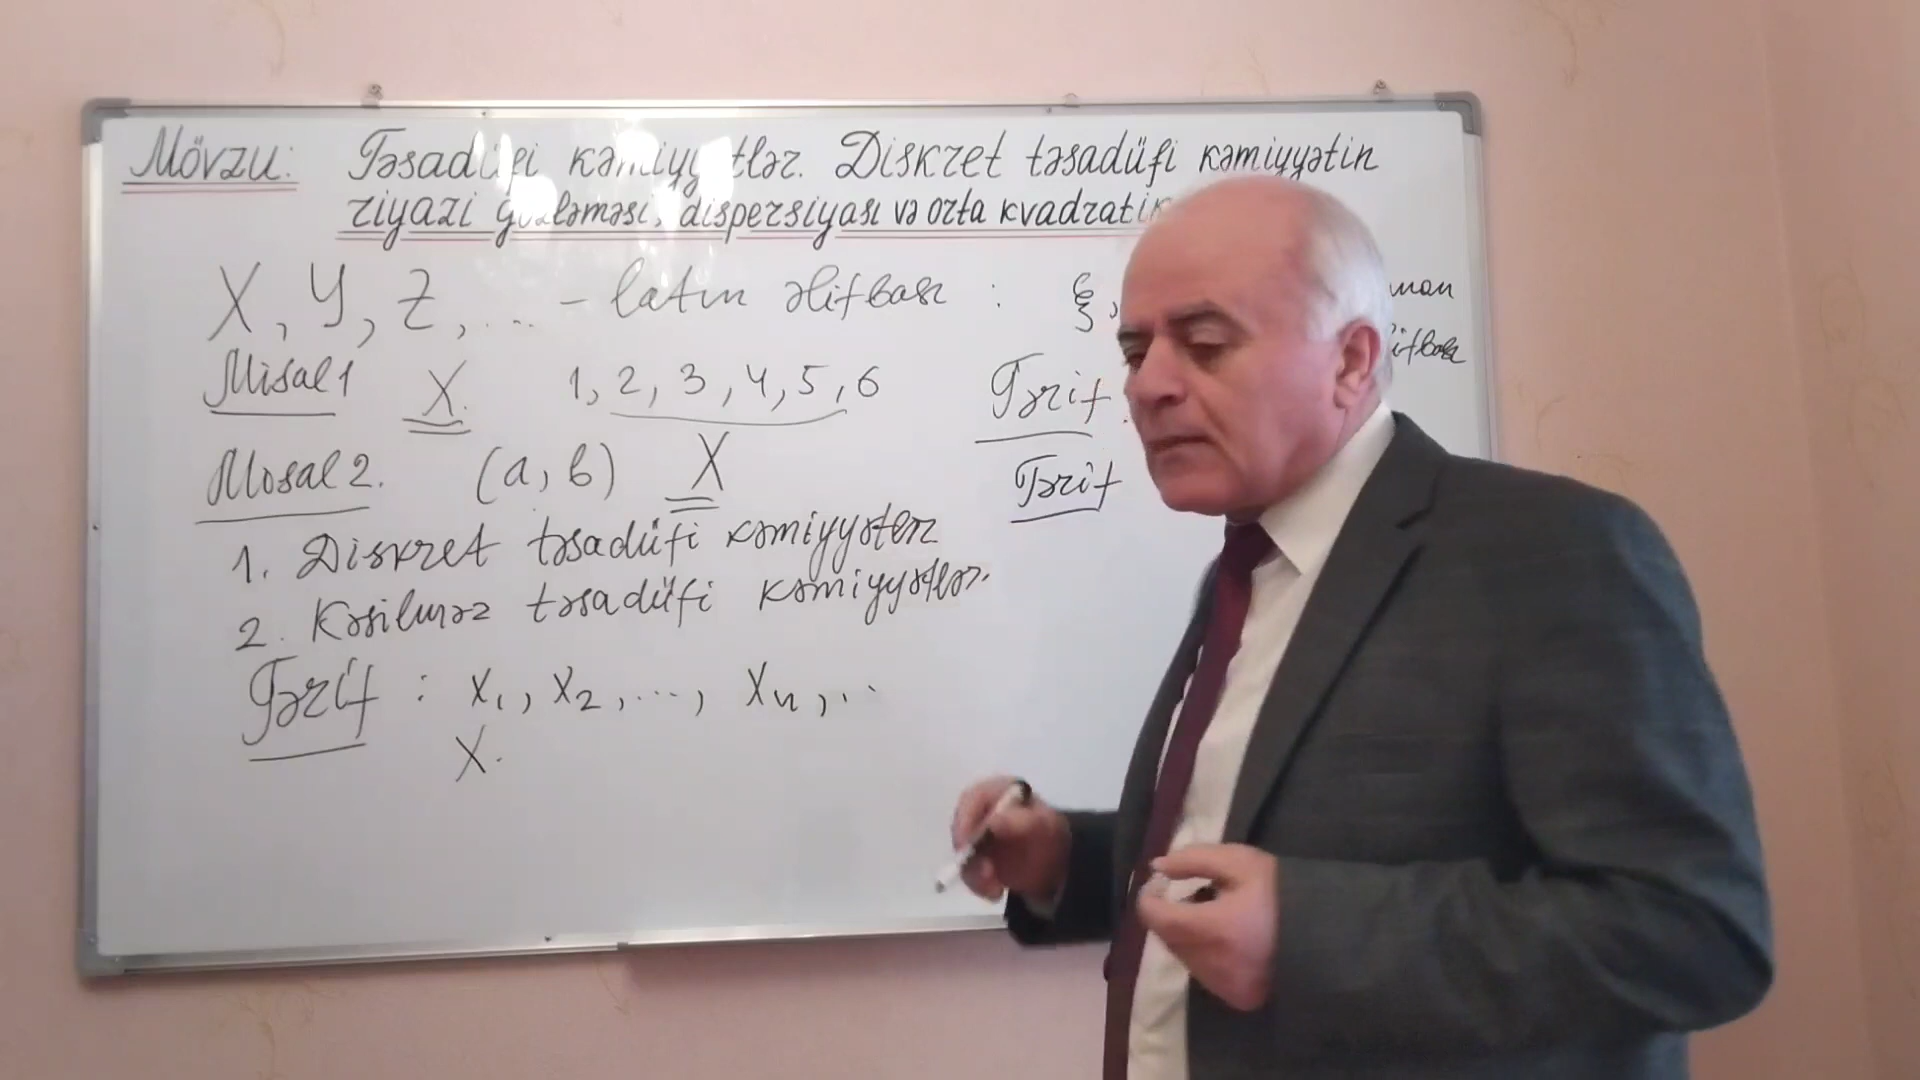 Mövzu: Təsadüfi kəmiyyətlər. Diskret təsadüfi kəmiyyətin
riyazi gözləməsi, dispersiyası və orta kvadratik
X, Y, Z, ... - latın əlifbası : ξ,
Misal 1 X. 1, 2, 3, 4, 5, 6 Tərif.
Mosal 2. (a, b) X Tərif
1. Diskret təsadüfi kəmiyyətlər
2. Kəsilməz təsadüfi kəmiyyətlər.
Tərif : x₁, x₂, ..., xₙ, ..
X.